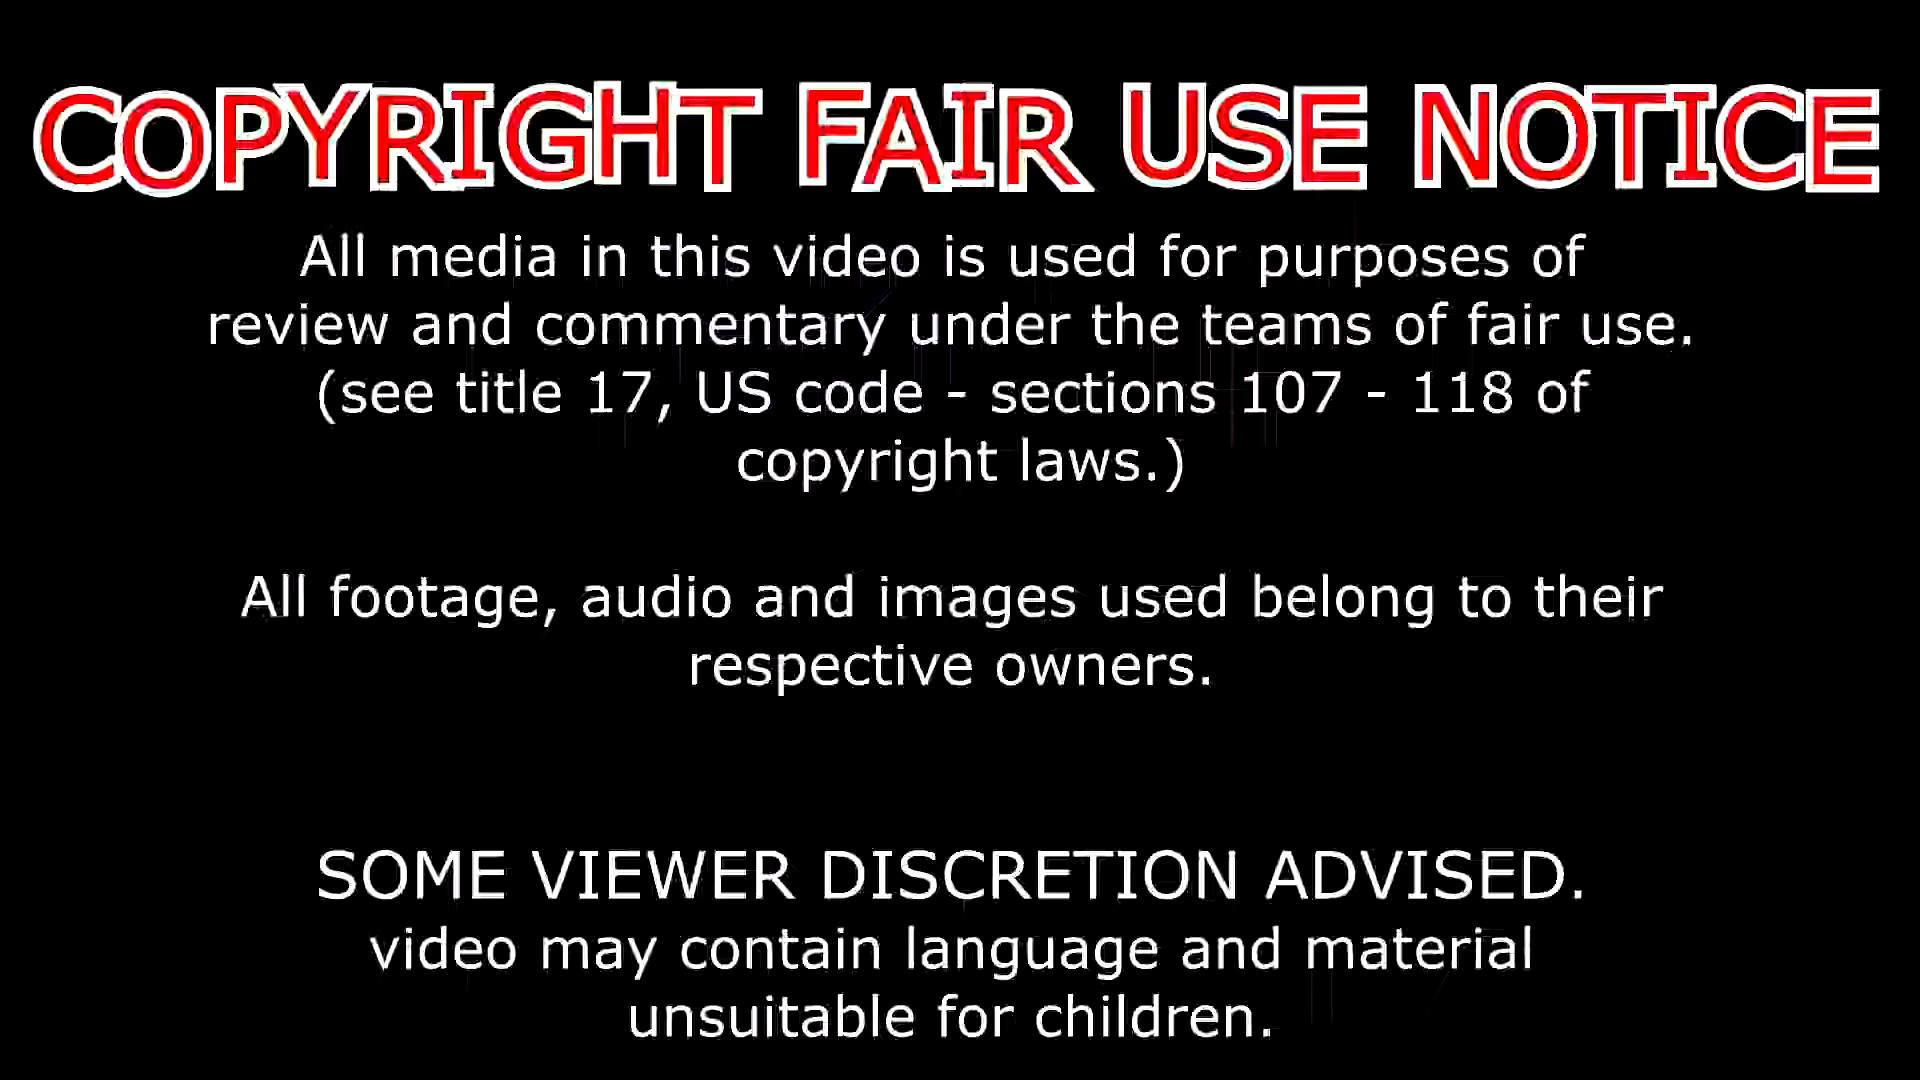 COPYRIGHT FAIR USE NOTICE
All media in this video is used for purposes of
review and commentary under the teams of fair use.
(see title 17, US code - sections 107 - 118 of
copyright laws.)
All footage, audio and images used belong to their
respective owners.
SOME VIEWER DISCRETION ADVISED.
video may contain language and material
unsuitable for children.